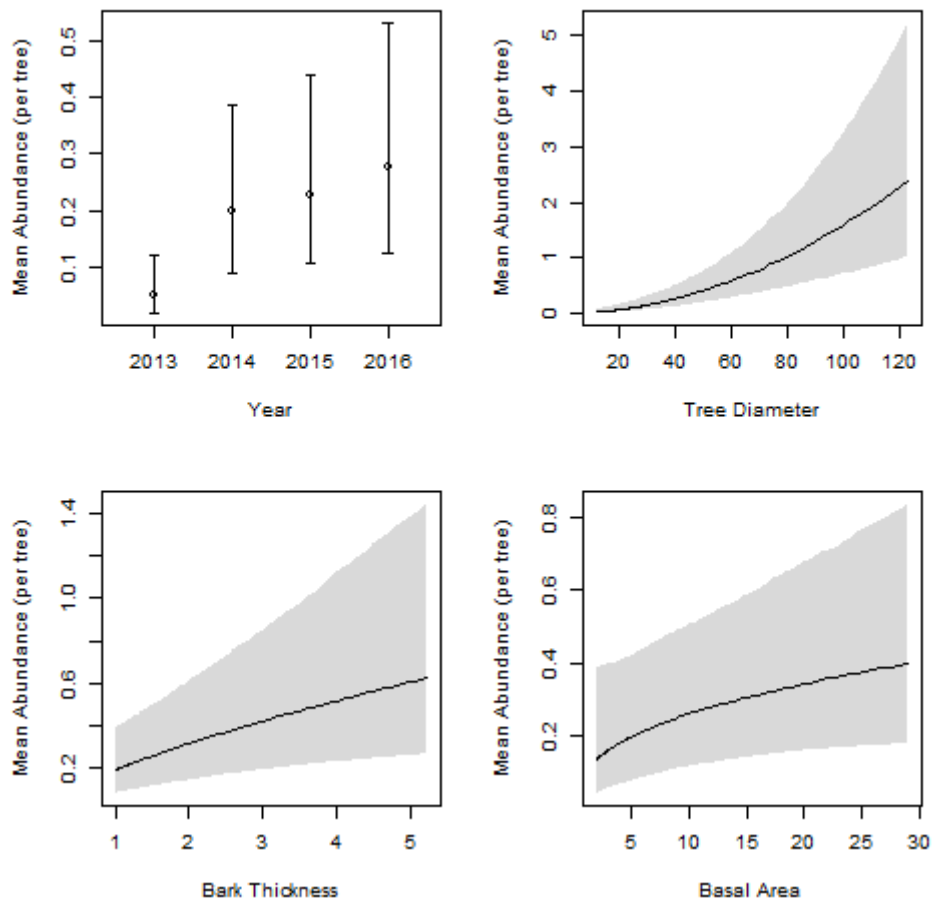 Mean Abundance (per tree)
0.5
0.4
0.3
0.2
0.1
2013 2014 2015 2016
Year
Mean Abundance (per tree)
5
4
3
2
1
0
20 40 60 80 100 120
Tree Diameter
Mean Abundance (per tree)
1.4
1.0
0.6
0.2
1 2 3 4 5
Bark Thickness
Mean Abundance (per tree)
0.8
0.6
0.4
0.2
5 10 15 20 25 30
Basal Area